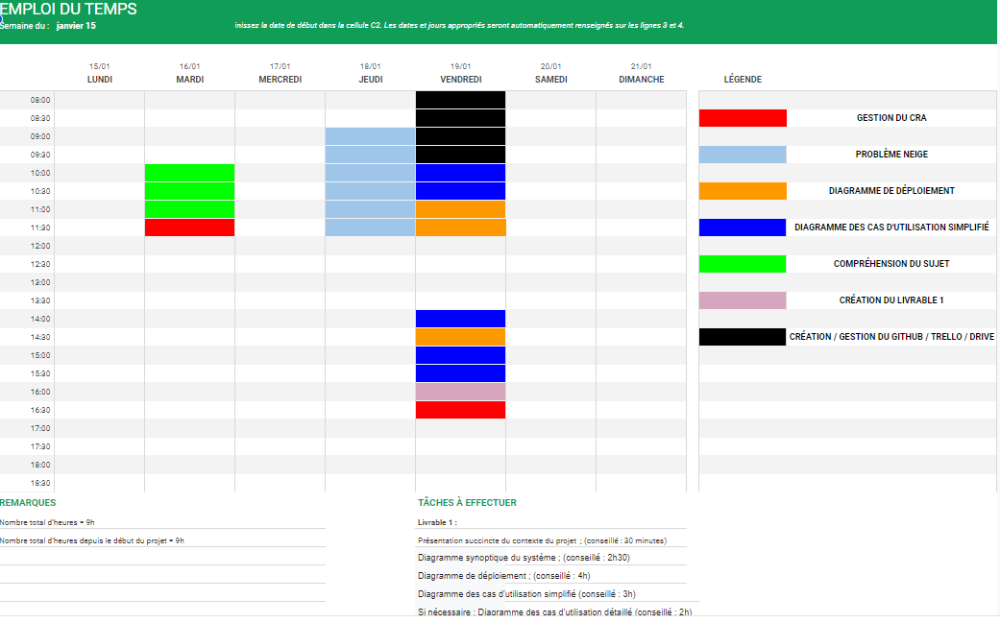 EMPLOI DU TEMPS
Semaine du : janvier 15
inissez la date de début dans la cellule C2. Les dates et jours appropriés seront automatiquement renseignés sur les lignes 3 et 4.
15/01 16/01 17/01 18/01 19/01 20/01 21/01
LUNDI MARDI MERCREDI JEUDI VENDREDI SAMEDI DIMANCHE LÉGENDE
08:00
08:30 GESTION DU CRA
09:00
09:30 PROBLÈME NEIGE
10:00
10:30 DIAGRAMME DE DÉPLOIEMENT
11:00
11:30 DIAGRAMME DES CAS D'UTILISATION SIMPLIFIÉ
12:00
12:30 COMPRÉHENSION DU SUJET
13:00
13:30 CRÉATION DU LIVRABLE 1
14:00
14:30 CRÉATION / GESTION DU GITHUB / TRELLO / DRIVE
15:00
15:30
16:00
16:30
17:00
17:30
18:00
18:30
REMARQUES TÂCHES À EFFECTUER
Nombre total d'heures = 9h Livrable 1 :
Nombre total d'heures depuis le début du projet = 9h Présentation succincte du contexte du projet ; (conseillé : 30 minutes)
Diagramme synoptique du système ; (conseillé : 2h30)
Diagramme de déploiement ; (conseillé : 4h)
Diagramme des cas d'utilisation simplifié (conseillé : 3h)
Si nécessaire : Diagramme des cas d'utilisation détaillé (conseillé : 2h)